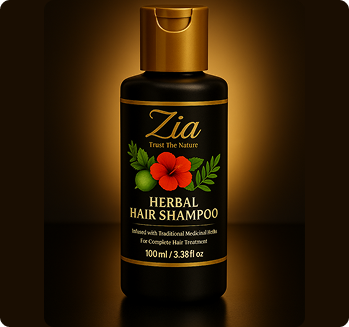 Zia
Trust The Nature
HERBAL
HAIR SHAMPOO
Infused with Traditional Medicinal Herbs
For Complete Hair Treatment
100 ml / 3.38 fl oz